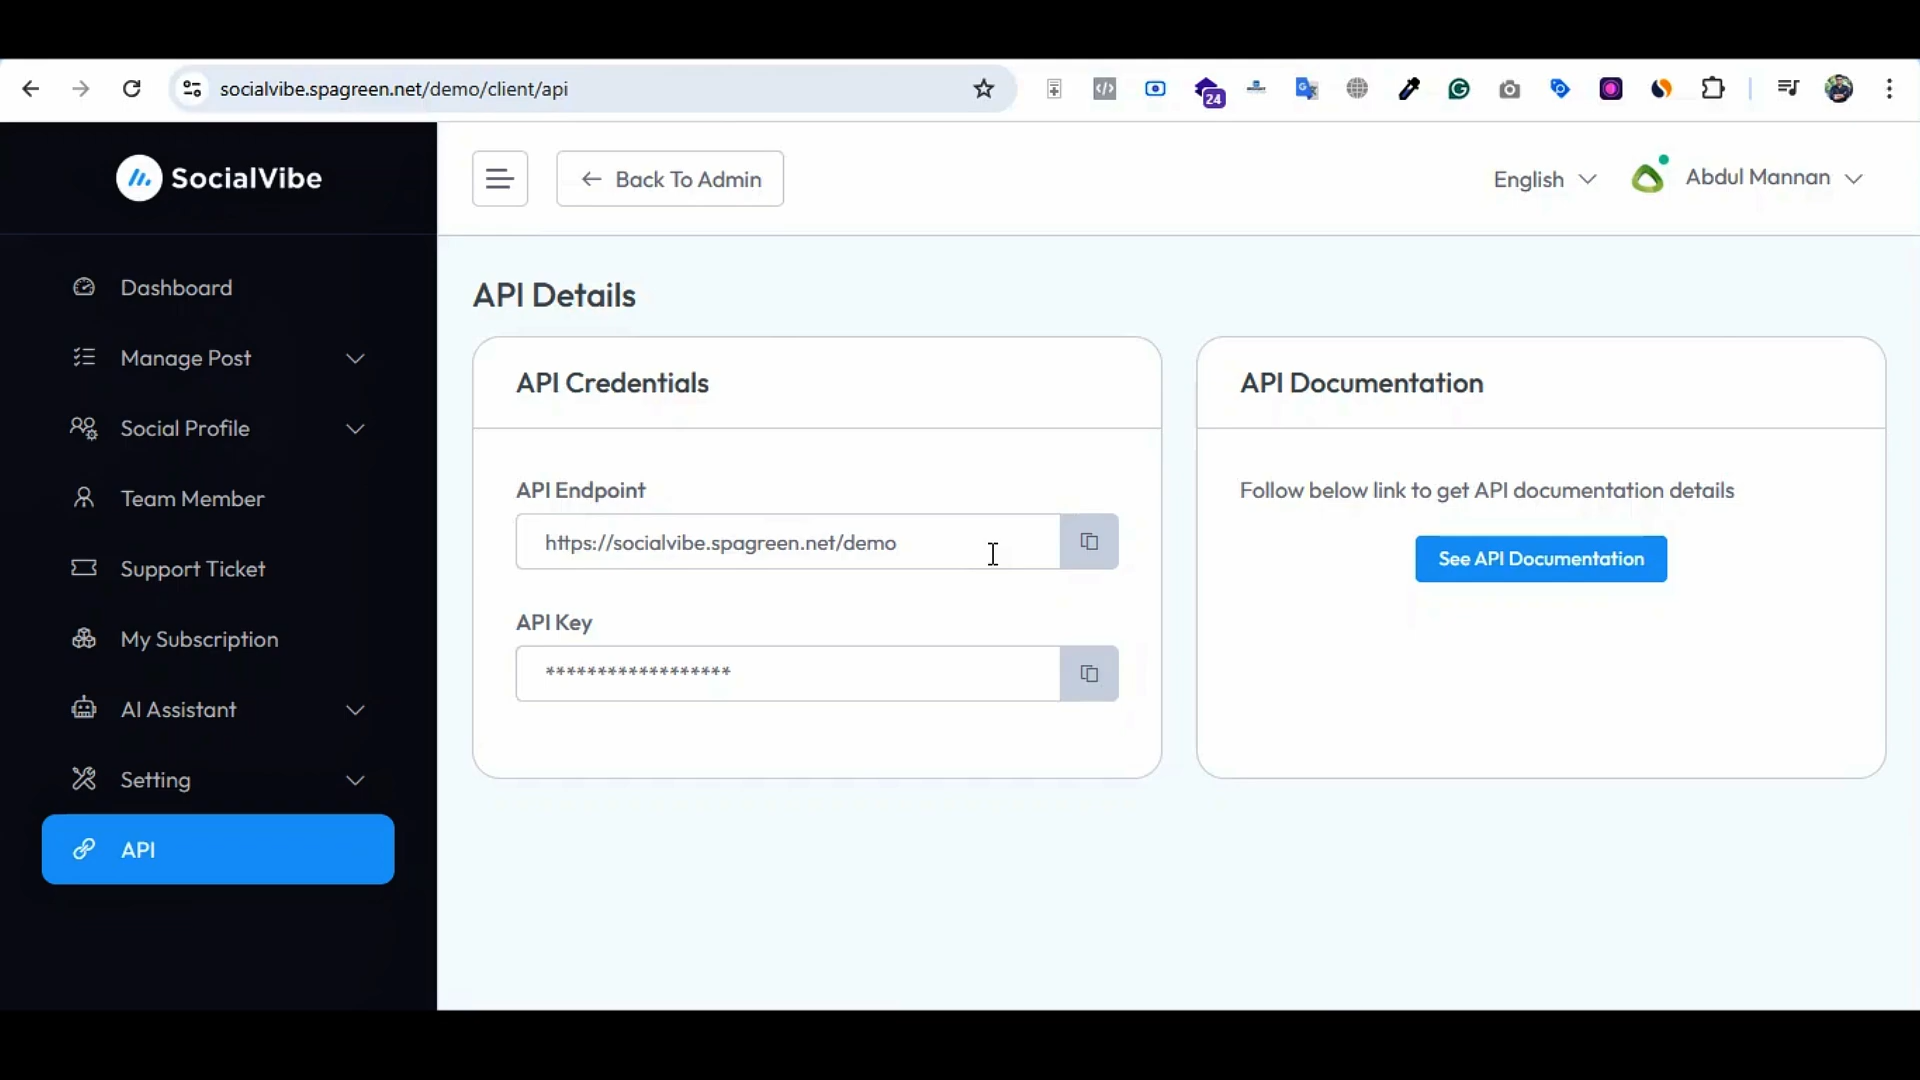 socialvibe.spagreen.net/demo/client/api
24
SocialVibe
Back To Admin
English
Abdul Mannan
Dashboard
Manage Post
Social Profile
Team Member
Support Ticket
My Subscription
AI Assistant
Setting
API
API Details
API Credentials
API Endpoint
https://socialvibe.spagreen.net/demo
API Key
******************
API Documentation
Follow below link to get API documentation details
See API Documentation